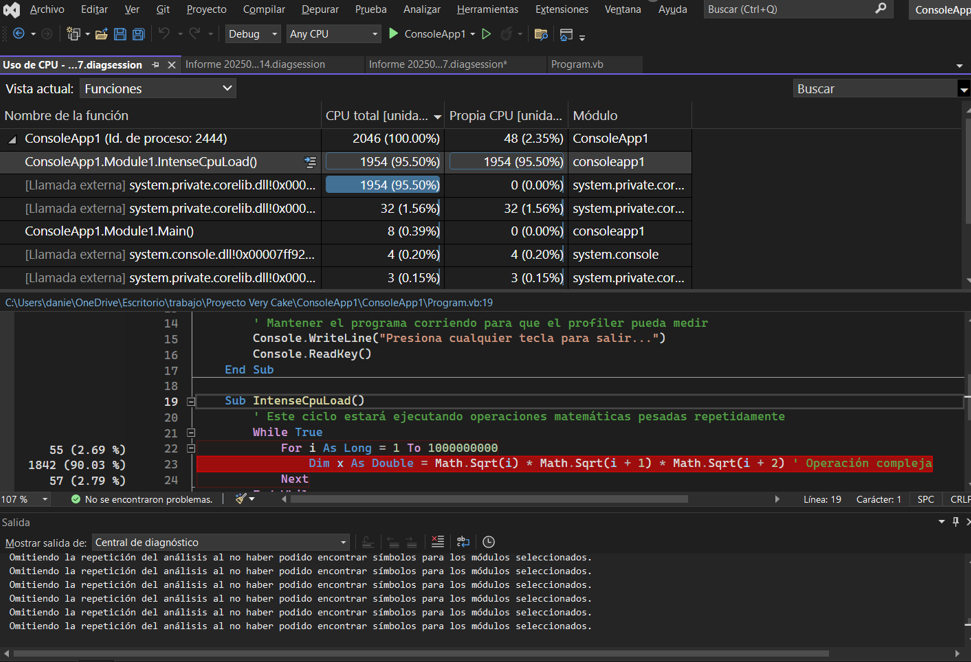 Archivo Editar Ver Git Proyecto Compilar Depurar Prueba Analizar Herramientas Extensiones Ventana Ayuda Buscar (Ctrl+Q) ConsoleApp
Debug Any CPU ConsoleApp1
Uso de CPU - ...7.diagsession Informe 20250...14.diagsession Informe 20250...7.diagsession* Program.vb
Vista actual: Funciones Buscar
Nombre de la función CPU total [unida... Propia CPU [unida... Módulo
ConsoleApp1 (Id. de proceso: 2444) 2046 (100.00%) 48 (2.35%) ConsoleApp1
ConsoleApp1.Module1.IntenseCpuLoad() 1954 (95.50%) 1954 (95.50%) consoleapp1
[Llamada externa] system.private.corelib.dll!0x000... 1954 (95.50%) 0 (0.00%) system.private.cor...
[Llamada externa] system.private.corelib.dll!0x000... 32 (1.56%) 32 (1.56%) system.private.cor...
ConsoleApp1.Module1.Main() 8 (0.39%) 0 (0.00%) consoleapp1
[Llamada externa] system.console.dll!0x00007ff92... 4 (0.20%) 4 (0.20%) system.console
[Llamada externa] system.private.corelib.dll!0x000... 3 (0.15%) 3 (0.15%) system.private.cor...
C:\Users\danie\OneDrive\Escritorio\trabajo\Proyecto Very Cake\ConsoleApp1\ConsoleApp1\Program.vb:19
14 ' Mantener el programa corriendo para que el profiler pueda medir
15 Console.WriteLine("Presiona cualquier tecla para salir...")
16 Console.ReadKey()
17 End Sub
18
19 Sub IntenseCpuLoad()
20 ' Este ciclo estará ejecutando operaciones matemáticas pesadas repetidamente
21 While True
55 (2.69 %) 22 For i As Long = 1 To 1000000000
1842 (90.03 %) 23 Dim x As Double = Math.Sqrt(i) * Math.Sqrt(i + 1) * Math.Sqrt(i + 2) ' Operación compleja
57 (2.79 %) 24 Next
107 % No se encontraron problemas. Línea: 19 Carácter: 1 SPC CRLF
Salida
Mostrar salida de: Central de diagnóstico
Omitiendo la repetición del análisis al no haber podido encontrar símbolos para los módulos seleccionados.
Omitiendo la repetición del análisis al no haber podido encontrar símbolos para los módulos seleccionados.
Omitiendo la repetición del análisis al no haber podido encontrar símbolos para los módulos seleccionados.
Omitiendo la repetición del análisis al no haber podido encontrar símbolos para los módulos seleccionados.
Omitiendo la repetición del análisis al no haber podido encontrar símbolos para los módulos seleccionados.
Omitiendo la repetición del análisis al no haber podido encontrar símbolos para los módulos seleccionados.